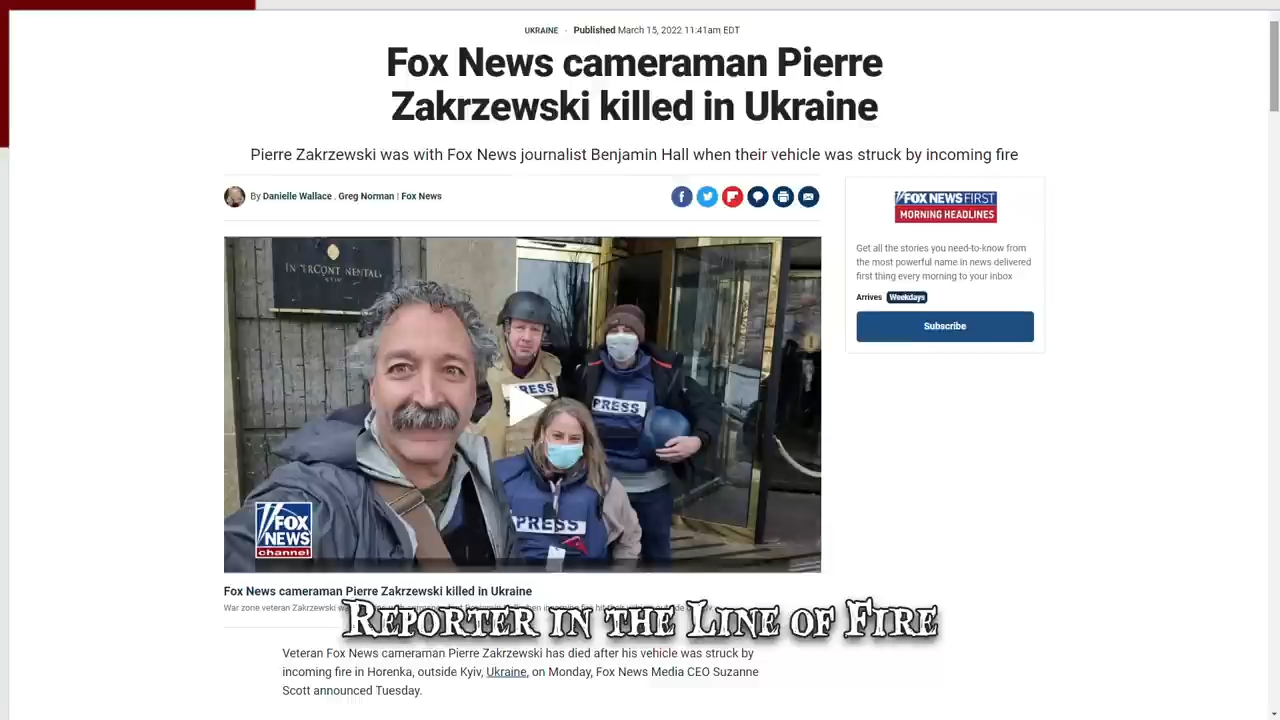 UKRAINE · Published March 15, 2022 11:41am EDT
Fox News cameraman Pierre
Zakrzewski killed in Ukraine
Pierre Zakrzewski was with Fox News journalist Benjamin Hall when their vehicle was struck by incoming fire
By Danielle Wallace , Greg Norman | Fox News
FOX NEWS FIRST
MORNING HEADLINES
Get all the stories you need-to-know from
the most powerful name in news delivered
first thing every morning to your inbox
Arrives Weekdays
Subscribe
INTERCONTINENTAL
PRESS
PRESS
PRESS
FOX
NEWS
channel
Fox News cameraman Pierre Zakrzewski killed in Ukraine
War zone veteran Zakrzewski
REPORTER IN THE LINE OF FIRE
Veteran Fox News cameraman Pierre Zakrzewski has died after his vehicle was struck by
incoming fire in Horenka, outside Kyiv, Ukraine, on Monday, Fox News Media CEO Suzanne
Scott announced Tuesday.